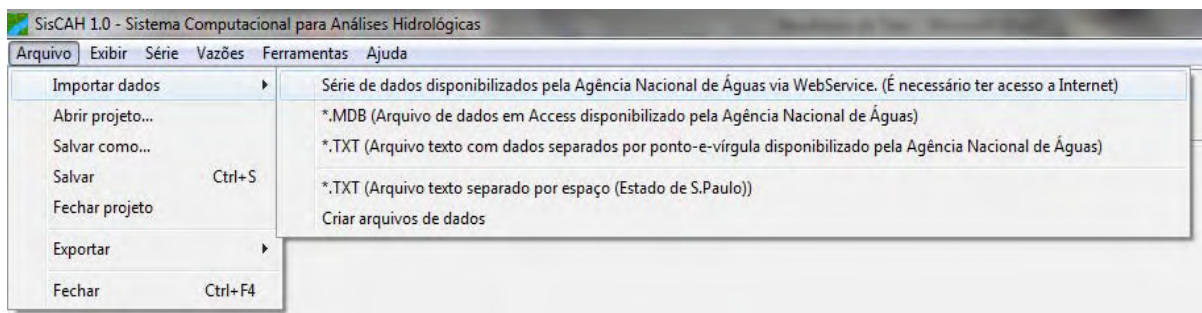 SisCAH 1.0 - Sistema Computacional para Análises Hidrológicas
Arquivo Exibir Série Vazões Ferramentas Ajuda
Importar dados
Série de dados disponibilizados pela Agência Nacional de Águas via WebService. (É necessário ter acesso a Internet)
Abrir projeto...
*.MDB (Arquivo de dados em Access disponibilizado pela Agência Nacional de Águas)
Salvar como...
*.TXT (Arquivo texto com dados separados por ponto-e-vírgula disponibilizado pela Agência Nacional de Águas)
Salvar Ctrl+S
*.TXT (Arquivo texto separado por espaço (Estado de S.Paulo))
Fechar projeto
Criar arquivos de dados
Exportar
Fechar Ctrl+F4